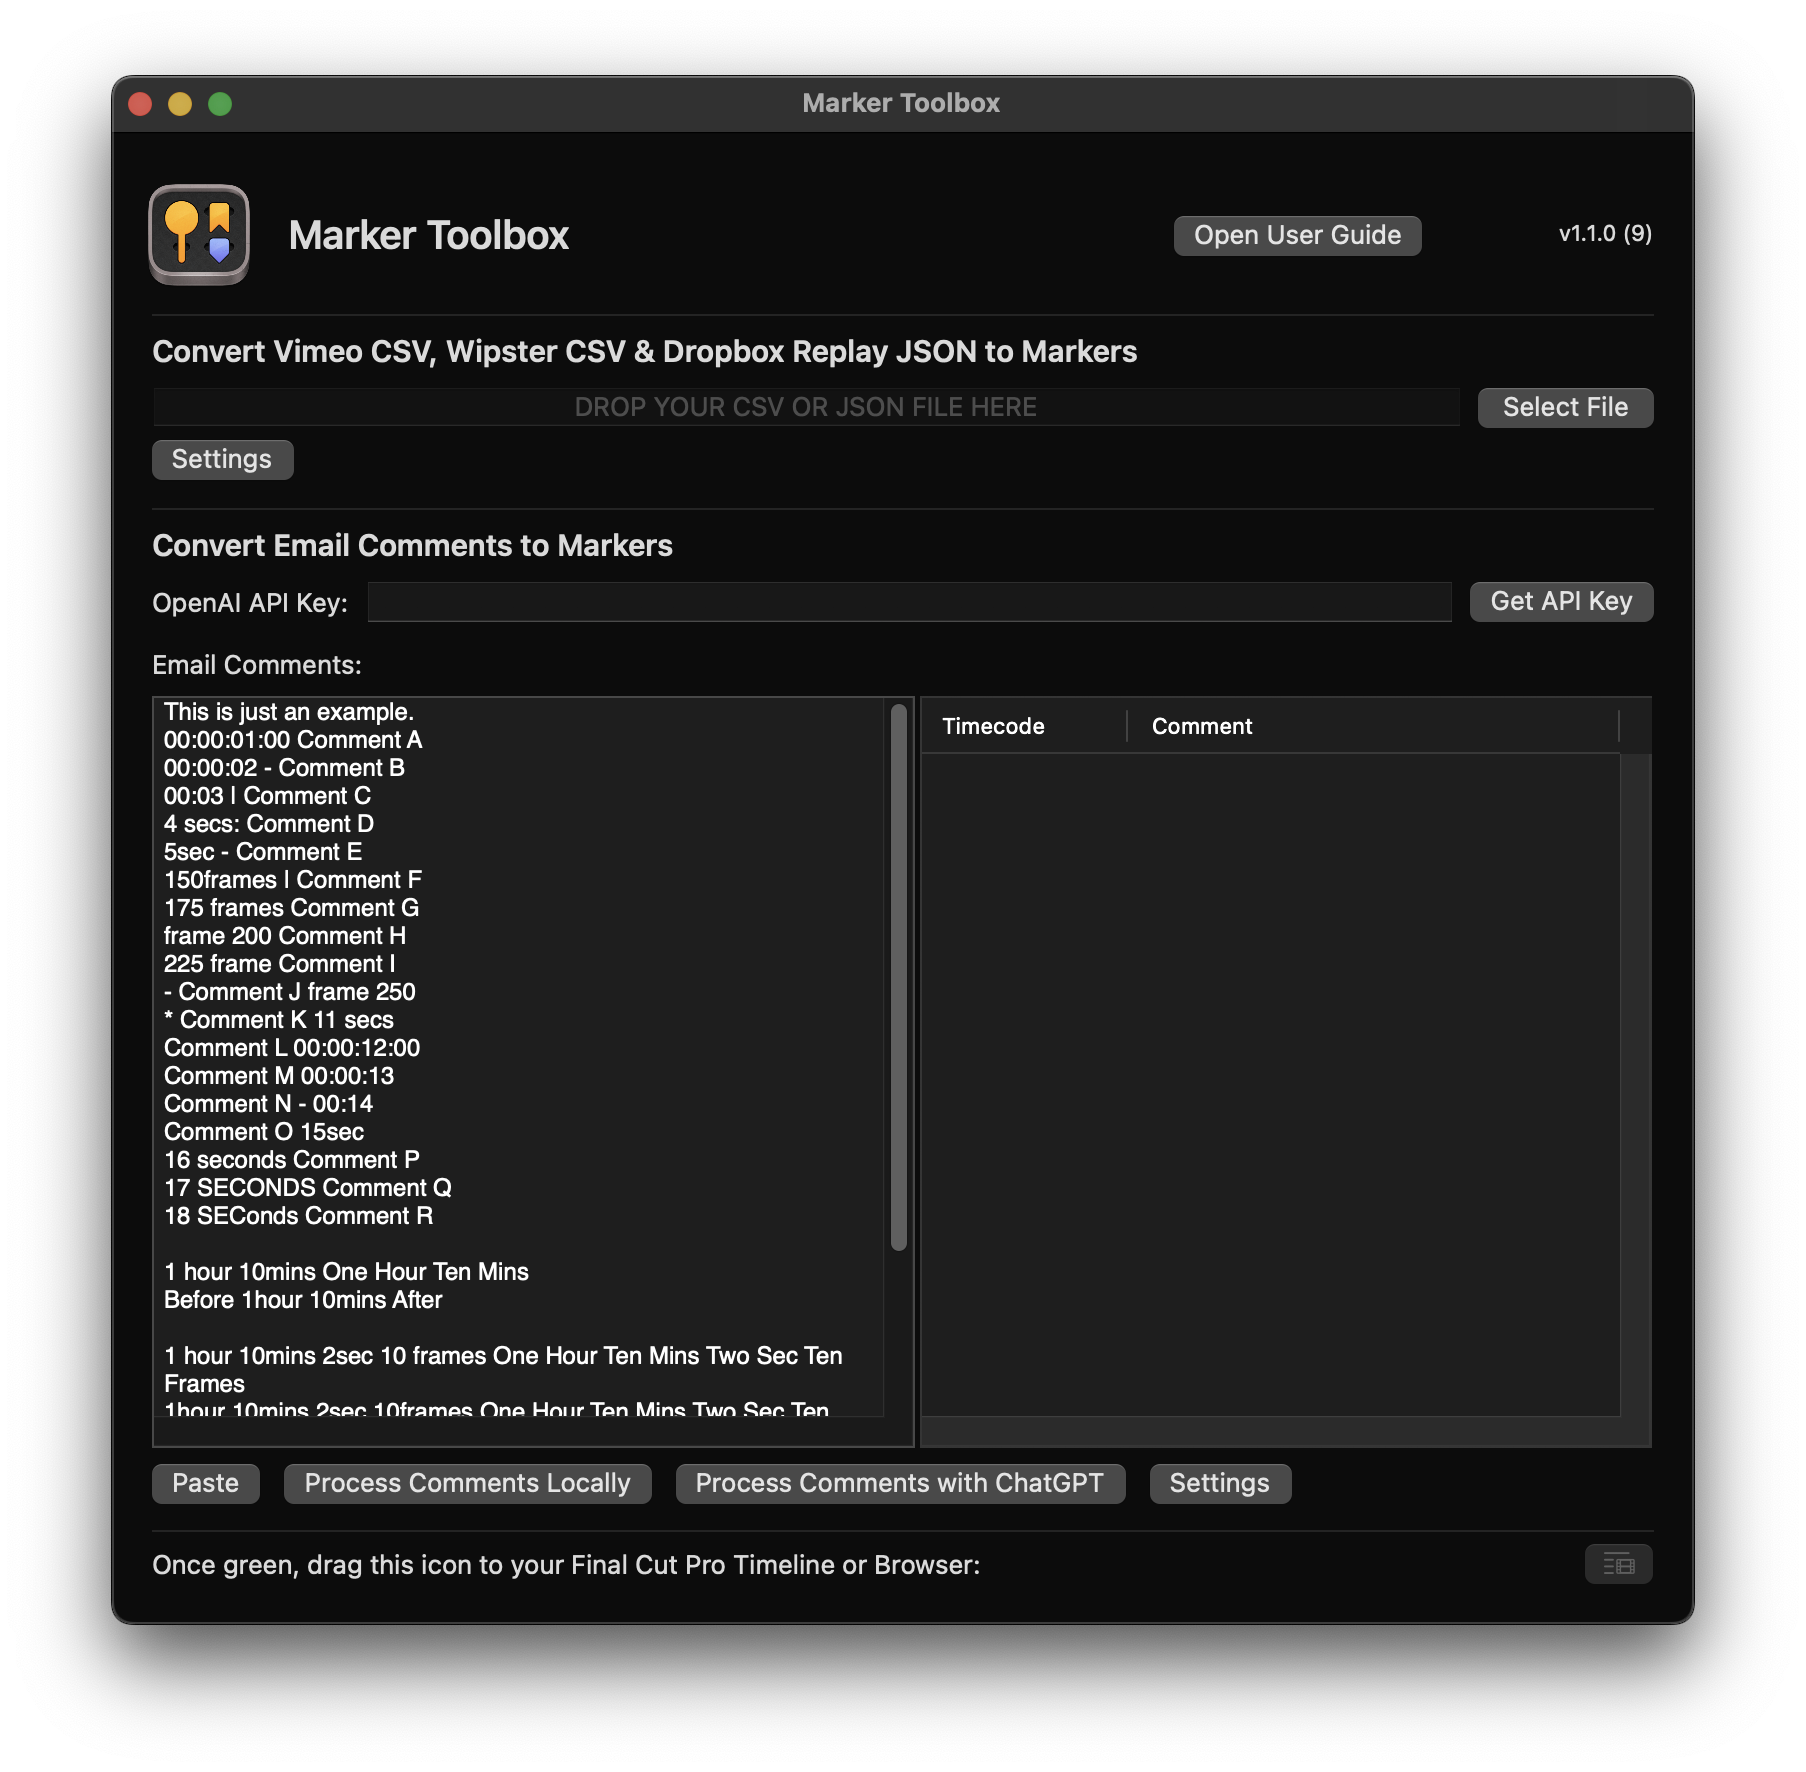 Marker Toolbox
Marker Toolbox
Open User Guide
v1.1.0 (9)
Convert Vimeo CSV, Wipster CSV & Dropbox Replay JSON to Markers
DROP YOUR CSV OR JSON FILE HERE
Select File
Settings
Convert Email Comments to Markers
OpenAI API Key:
Get API Key
Email Comments:
This is just an example.
00:00:01:00 Comment A
00:00:02 - Comment B
00:03 | Comment C
4 secs: Comment D
5sec - Comment E
150frames | Comment F
175 frames Comment G
frame 200 Comment H
225 frame Comment I
- Comment J frame 250
* Comment K 11 secs
Comment L 00:00:12:00
Comment M 00:00:13
Comment N - 00:14
Comment O 15sec
16 seconds Comment P
17 SECONDS Comment Q
18 SEConds Comment R
1 hour 10mins One Hour Ten Mins
Before 1hour 10mins After
1 hour 10mins 2sec 10 frames One Hour Ten Mins Two Sec Ten
Frames
1hour 10mins 2sec 10frames One Hour Ten Mins Two Sec Ten
Timecode
Comment
Paste
Process Comments Locally
Process Comments with ChatGPT
Settings
Once green, drag this icon to your Final Cut Pro Timeline or Browser: